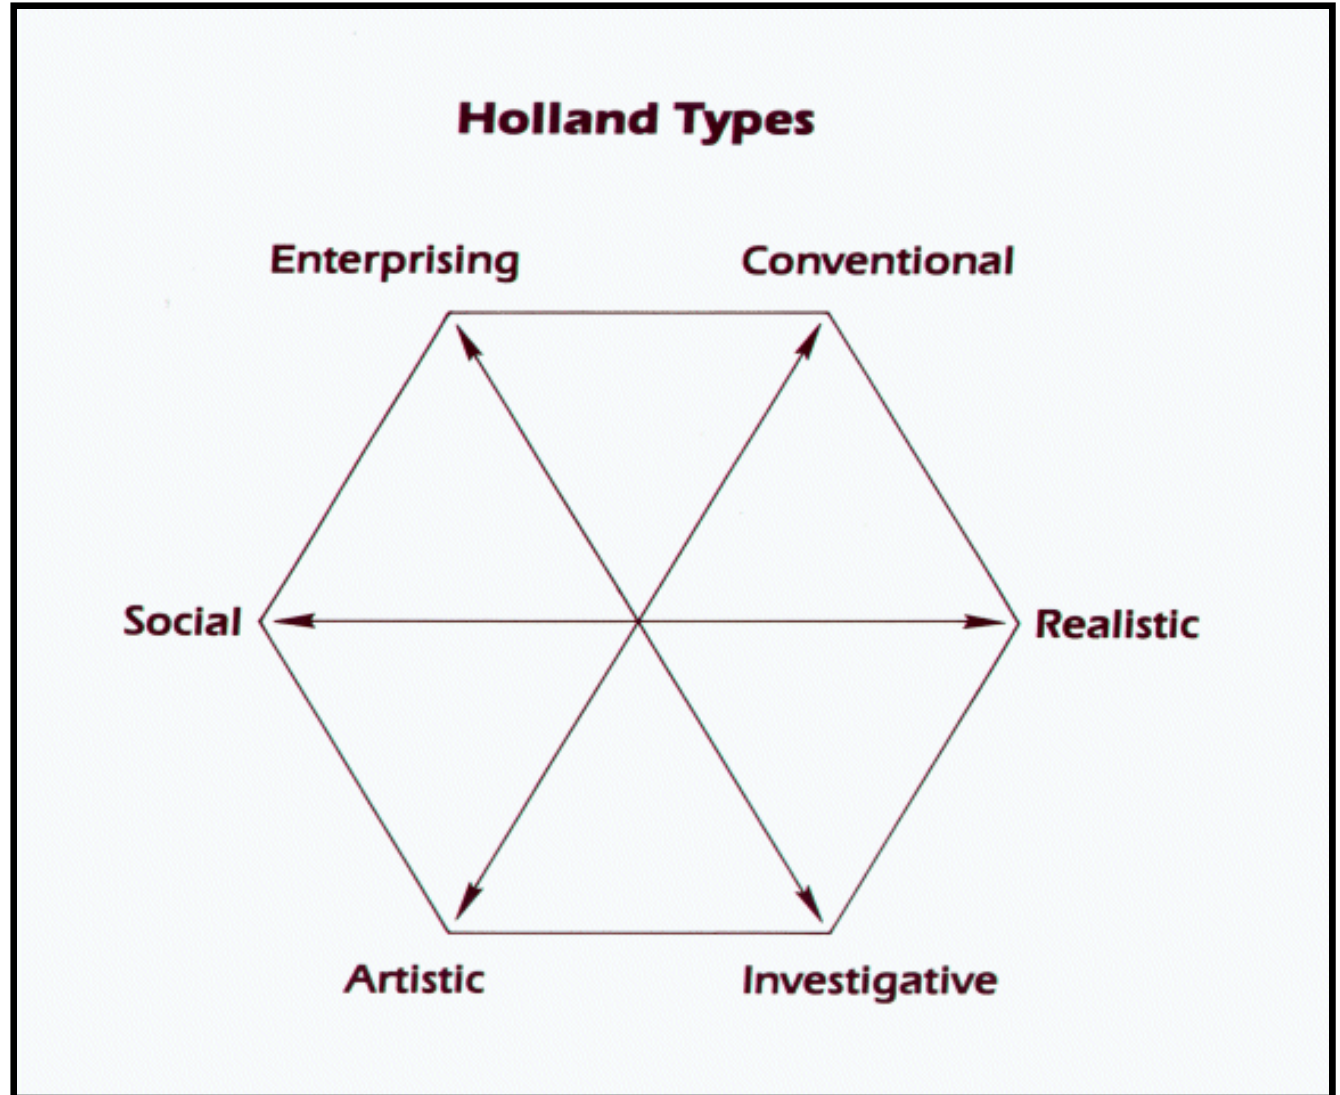 Holland Types
Enterprising
Conventional
Social
Realistic
Artistic
Investigative